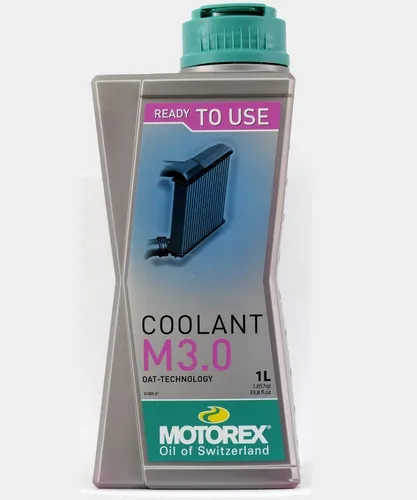 READY TO USE
COOLANT
M3.0
OAT-TECHNOLOGY
1L
1,057qt
33.8 fl.oz
MOTOREX
Oil of Switzerland